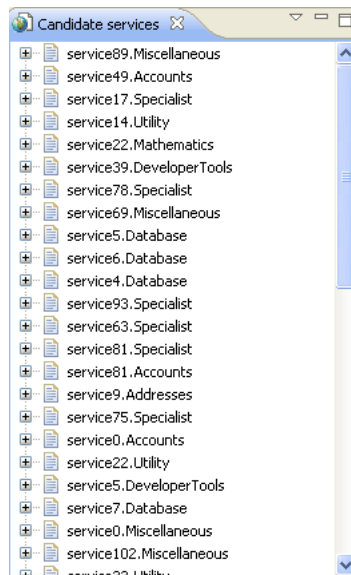 Candidate services
service89.Miscellaneous
service49.Accounts
service17.Specialist
service14.Utility
service22.Mathematics
service39.DeveloperTools
service78.Specialist
service69.Miscellaneous
service5.Database
service6.Database
service4.Database
service93.Specialist
service63.Specialist
service81.Specialist
service81.Accounts
service9.Addresses
service75.Specialist
service0.Accounts
service22.Utility
service5.DeveloperTools
service7.Database
service0.Miscellaneous
service102.Miscellaneous